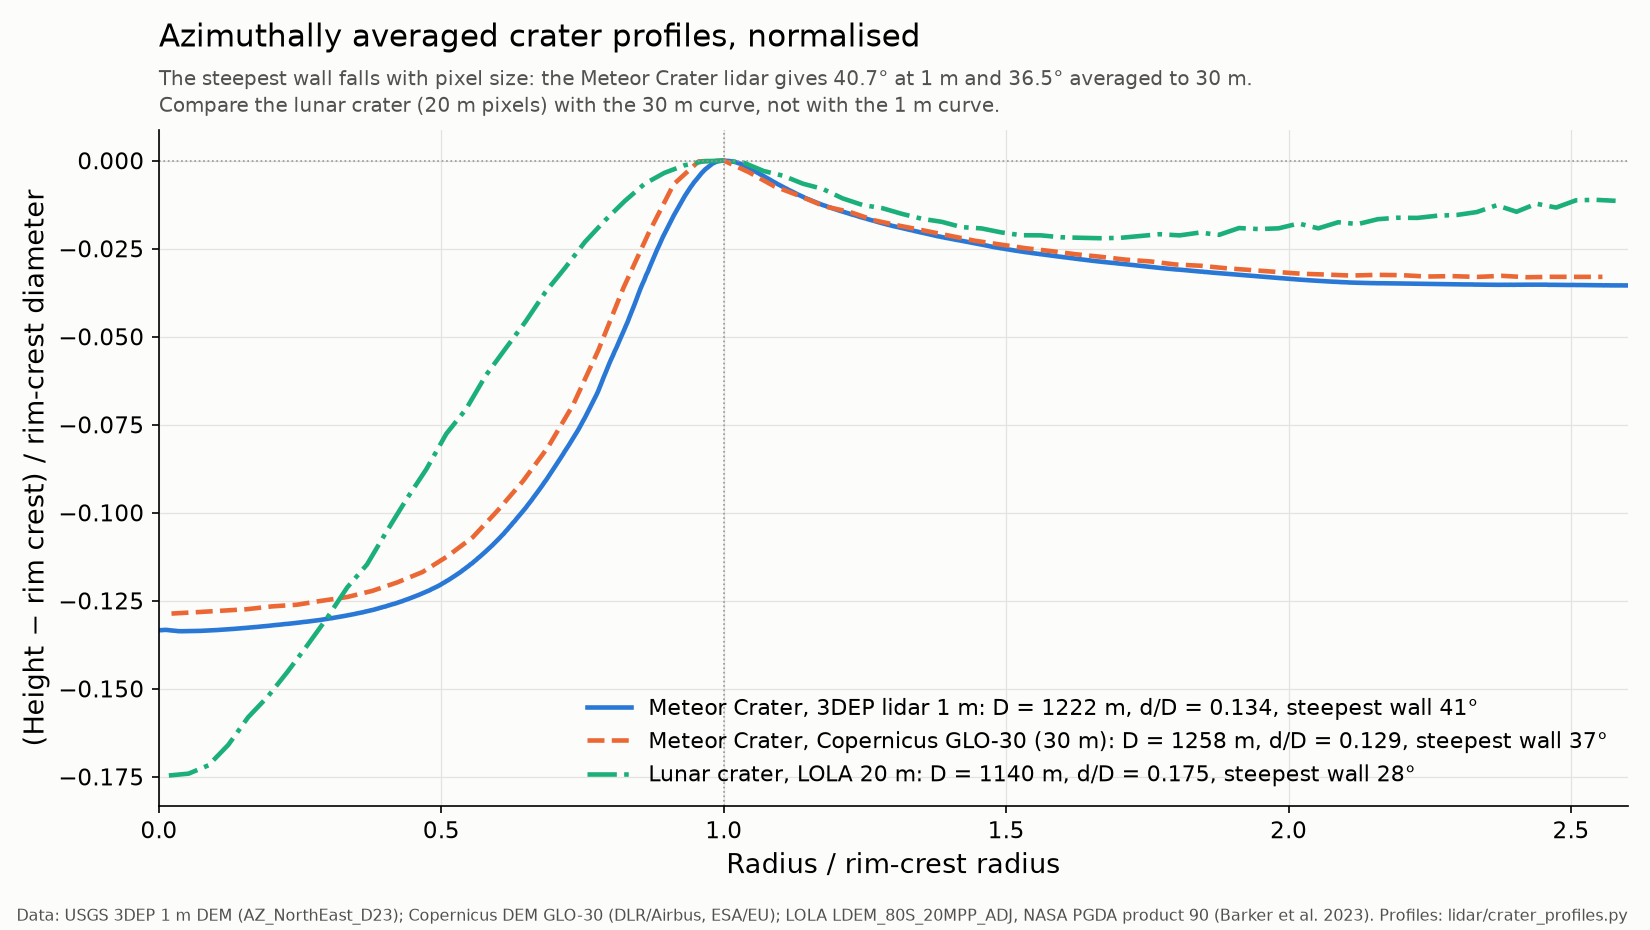 Azimuthally averaged crater profiles, normalised
The steepest wall falls with pixel size: the Meteor Crater lidar gives 40.7° at 1 m and 36.5° averaged to 30 m.
Compare the lunar crater (20 m pixels) with the 30 m curve, not with the 1 m curve.
(Height − rim crest) / rim-crest diameter
0.000
−0.025
−0.050
−0.075
−0.100
−0.125
−0.150
−0.175
Meteor Crater, 3DEP lidar 1 m: D = 1222 m, d/D = 0.134, steepest wall 41°
Meteor Crater, Copernicus GLO-30 (30 m): D = 1258 m, d/D = 0.129, steepest wall 37°
Lunar crater, LOLA 20 m: D = 1140 m, d/D = 0.175, steepest wall 28°
0.0 0.5 1.0 1.5 2.0 2.5
Radius / rim-crest radius
Data: USGS 3DEP 1 m DEM (AZ_NorthEast_D23); Copernicus DEM GLO-30 (DLR/Airbus, ESA/EU); LOLA LDEM_80S_20MPP_ADJ, NASA PGDA product 90 (Barker et al. 2023). Profiles: lidar/crater_profiles.py